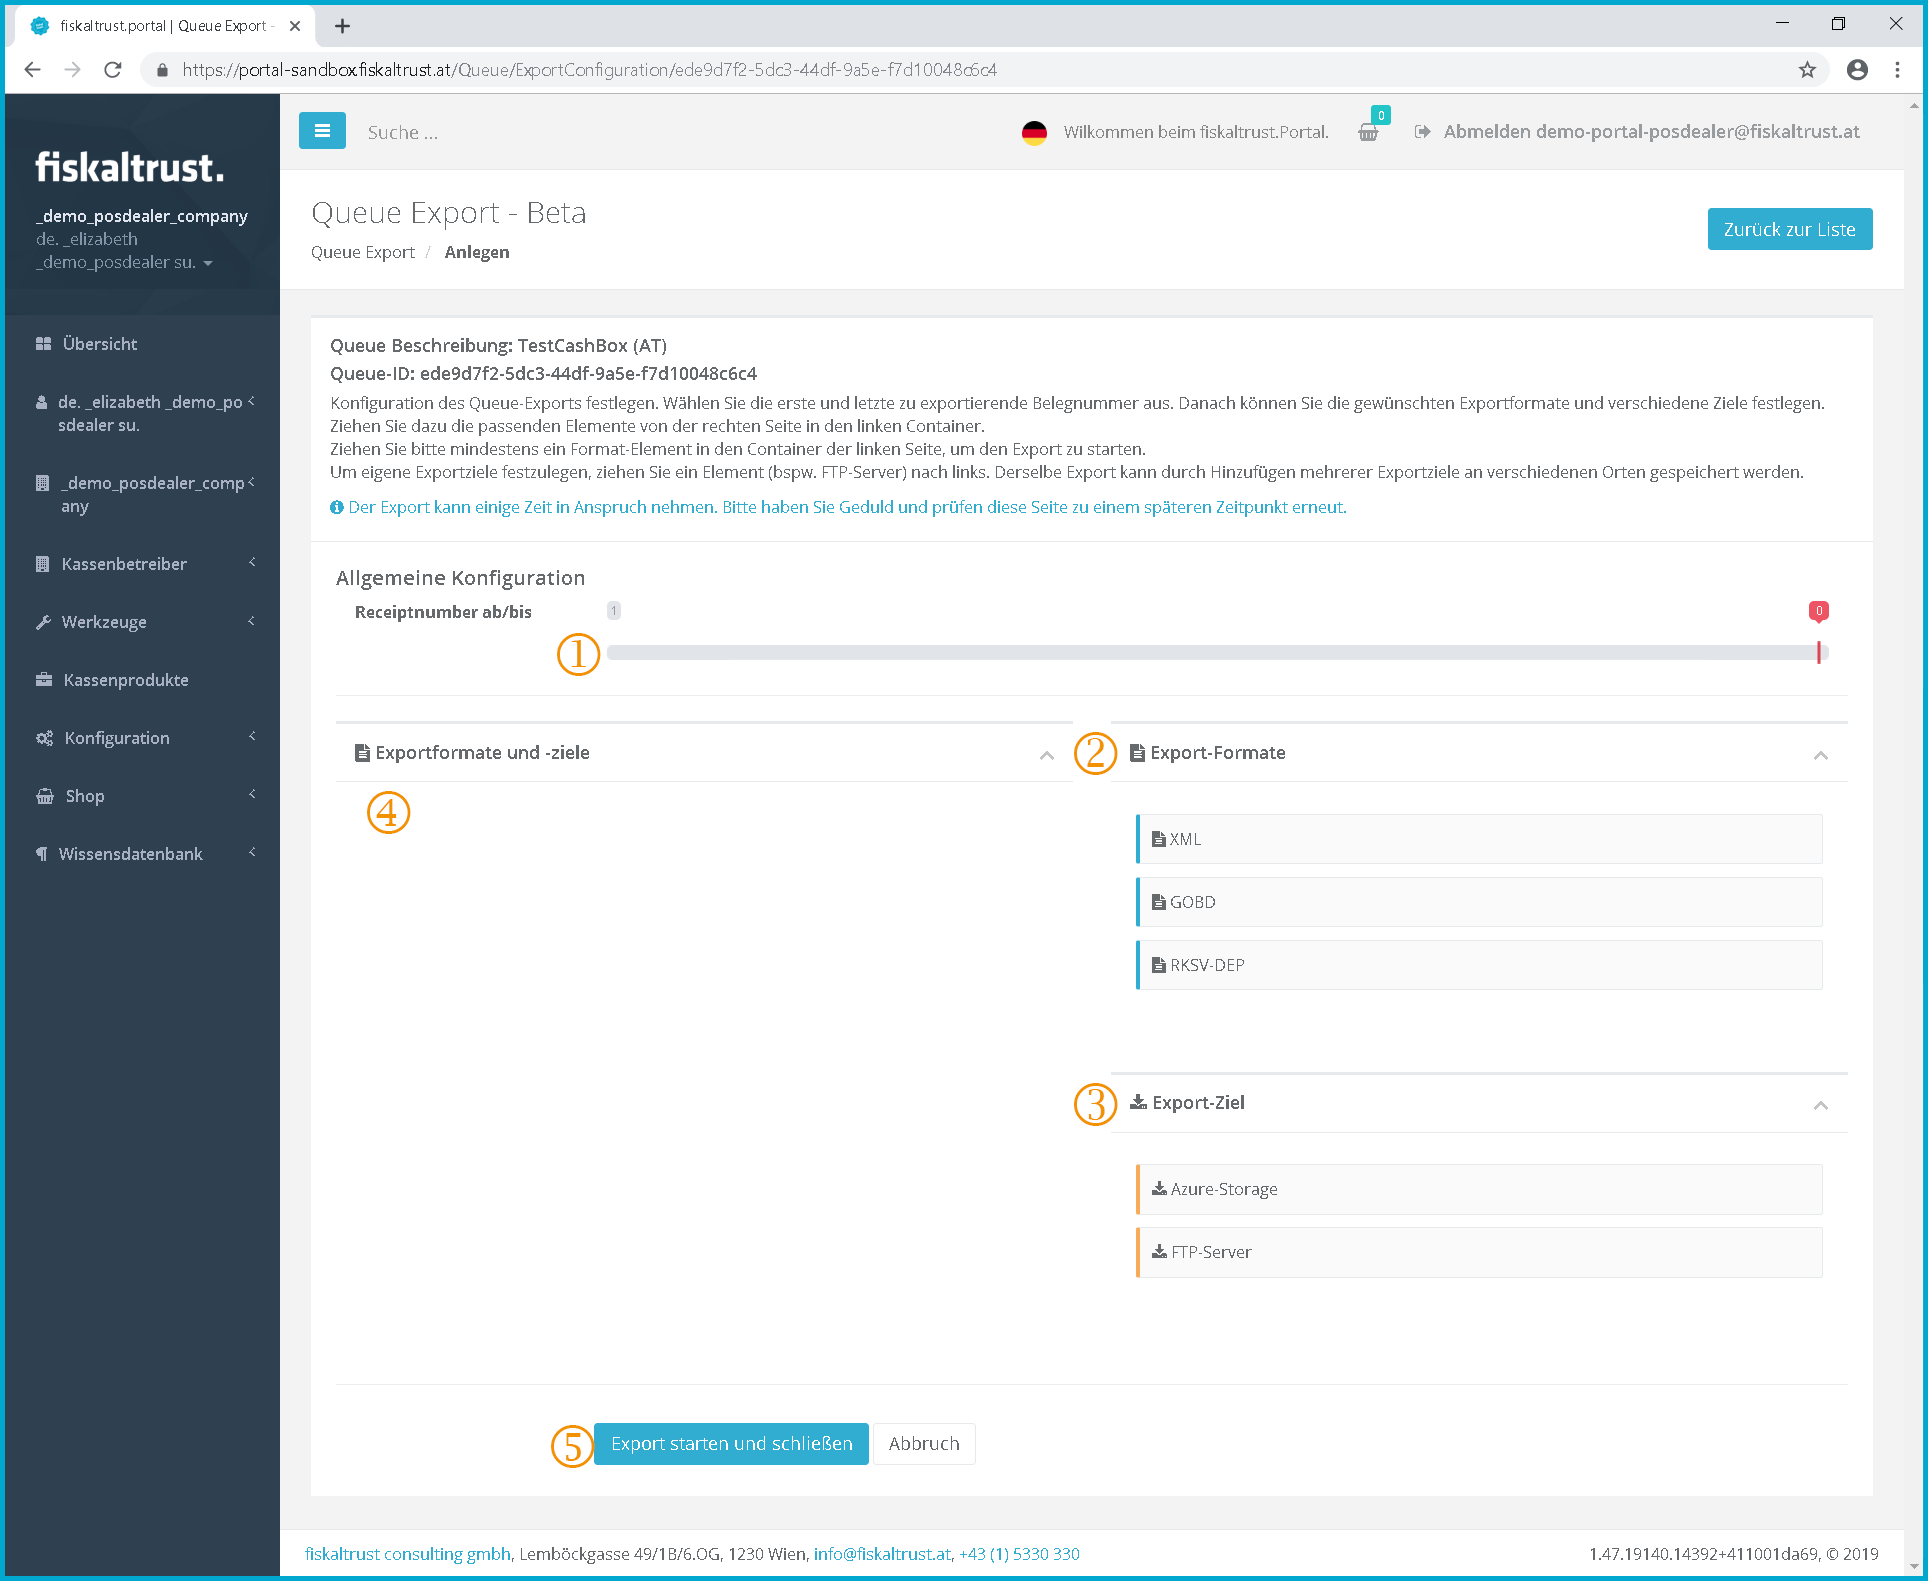 fiskaltrust.portal | Queue Export -
https://portal-sandbox.fiskaltrust.at/Queue/ExportConfiguration/ede9d7f2-5dc3-44df-9a5e-f7d10048c6c4
fiskaltrust.
_demo_posdealer_company
de. _elizabeth
_demo_posdealer su.
Übersicht
de. _elizabeth _demo_po
sdealer su.
_demo_posdealer_comp
any
Kassenbetreiber
Werkzeuge
Kassenprodukte
Konfiguration
Shop
Wissensdatenbank
Suche ...
Wilkommen beim fiskaltrust.Portal.
0
Abmelden demo-portal-posdealer@fiskaltrust.at
Queue Export - Beta
Queue Export / Anlegen
Zurück zur Liste
Queue Beschreibung: TestCashBox (AT)
Queue-ID: ede9d7f2-5dc3-44df-9a5e-f7d10048c6c4
Konfiguration des Queue-Exports festlegen. Wählen Sie die erste und letzte zu exportierende Belegnummer aus. Danach können Sie die gewünschten Exportformate und verschiedene Ziele festlegen.
Ziehen Sie dazu die passenden Elemente von der rechten Seite in den linken Container.
Ziehen Sie bitte mindestens ein Format-Element in den Container der linken Seite, um den Export zu starten.
Um eigene Exportziele festzulegen, ziehen Sie ein Element (bspw. FTP-Server) nach links. Derselbe Export kann durch Hinzufügen mehrerer Exportziele an verschiedenen Orten gespeichert werden.
Der Export kann einige Zeit in Anspruch nehmen. Bitte haben Sie Geduld und prüfen diese Seite zu einem späteren Zeitpunkt erneut.
Allgemeine Konfiguration
Receiptnumber ab/bis
1
0
①
Exportformate und -ziele
④
② Export-Formate
XML
GOBD
RKSV-DEP
③ Export-Ziel
Azure-Storage
FTP-Server
⑤ Export starten und schließen
Abbruch
fiskaltrust consulting gmbh, Lemböckgasse 49/1B/6.OG, 1230 Wien, info@fiskaltrust.at, +43 (1) 5330 330
1.47.19140.14392+411001da69, © 2019